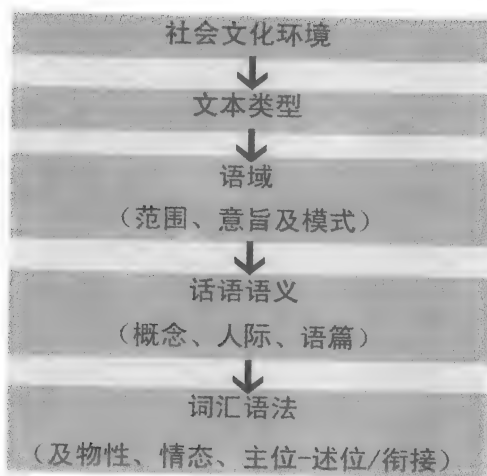 社会文化环境
文本类型
语域
（范围、意旨及模式）
话语语义
（概念、人际、语篇）
词汇语法
（及物性、情态、主位-述位/衔接）